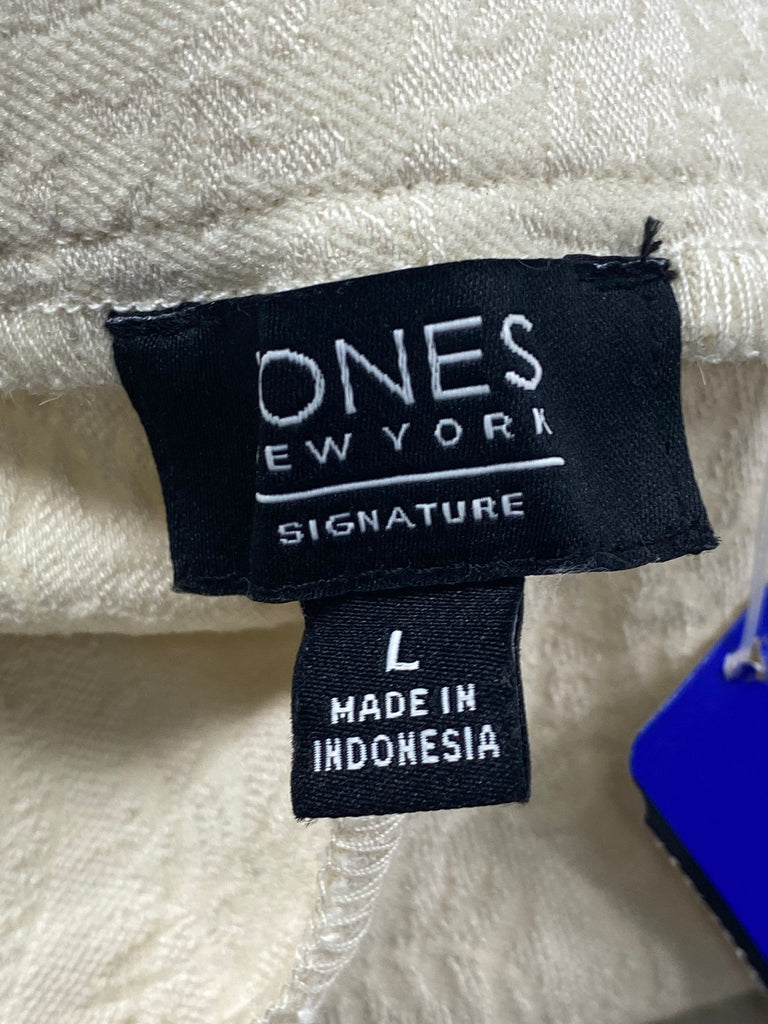 ONES
EW YORK
SIGNATURE
L
MADE IN
INDONESIA